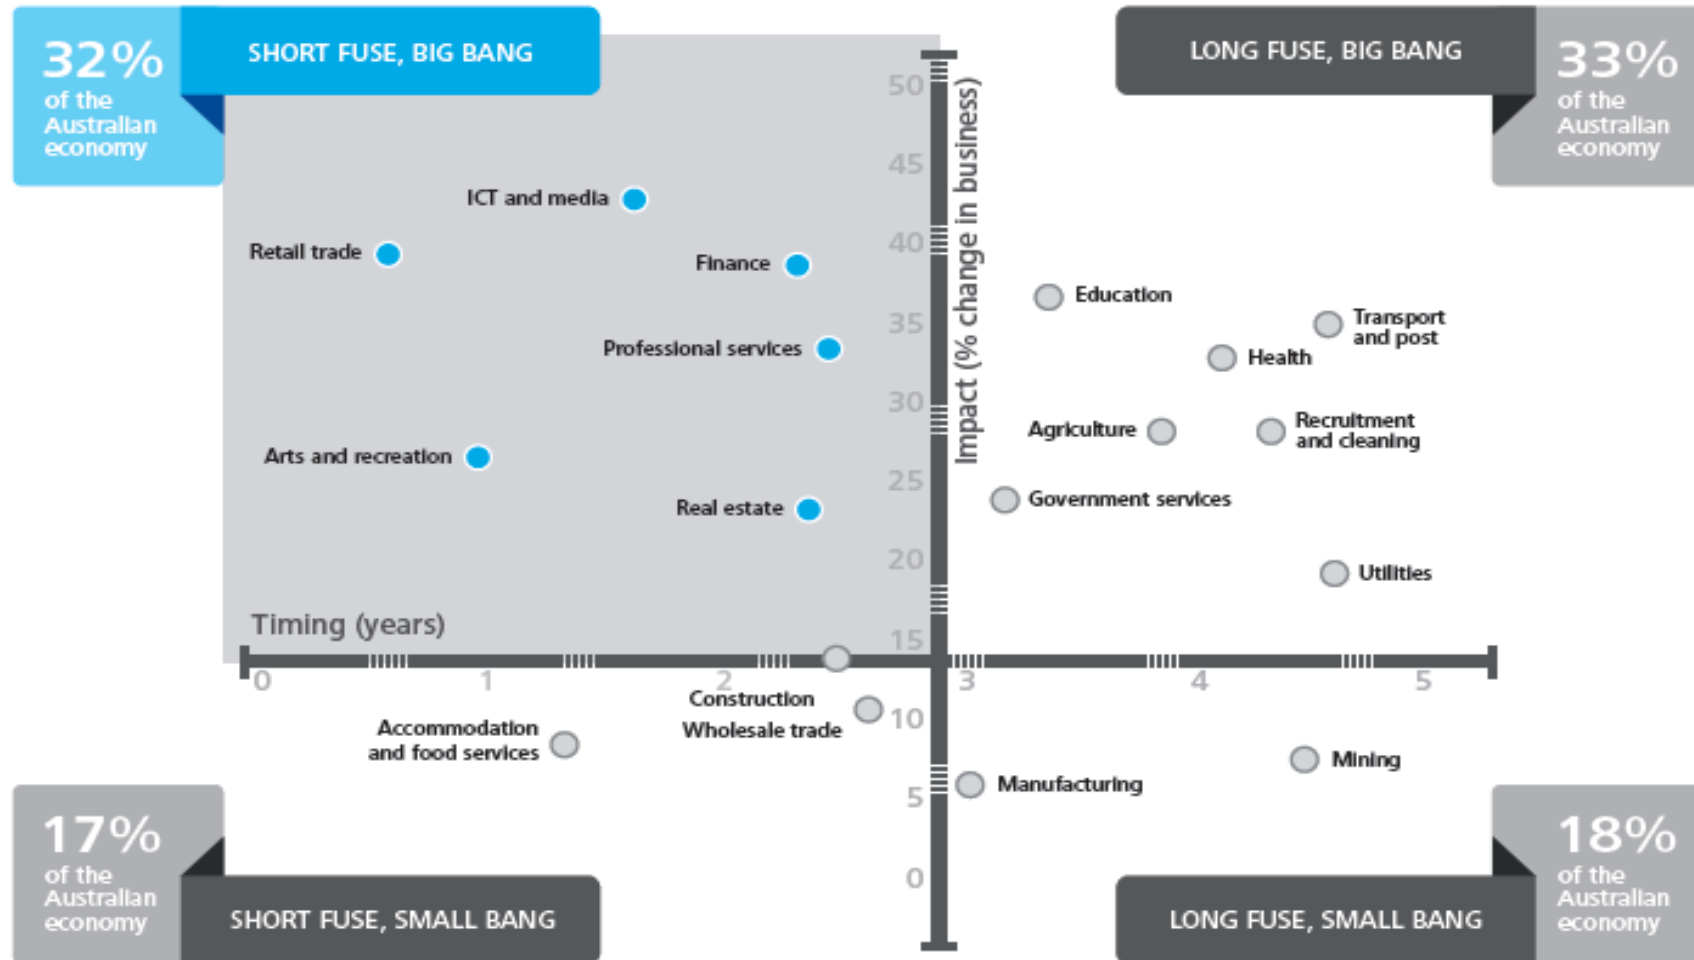 32%
of the
Australian
economy
SHORT FUSE, BIG BANG
LONG FUSE, BIG BANG
33%
of the
Australian
economy
50
45
40
35
30
25
20
15
10
5
0
Impact (% change in business)
ICT and media
Retail trade
Finance
Professional services
Arts and recreation
Real estate
Education
Transport
and post
Health
Agriculture
Recruitment
and cleaning
Government services
Utilities
Timing (years)
0
1
2
3
4
5
Construction
Wholesale trade
Accommodation
and food services
Manufacturing
Mining
17%
of the
Australian
economy
SHORT FUSE, SMALL BANG
LONG FUSE, SMALL BANG
18%
of the
Australian
economy